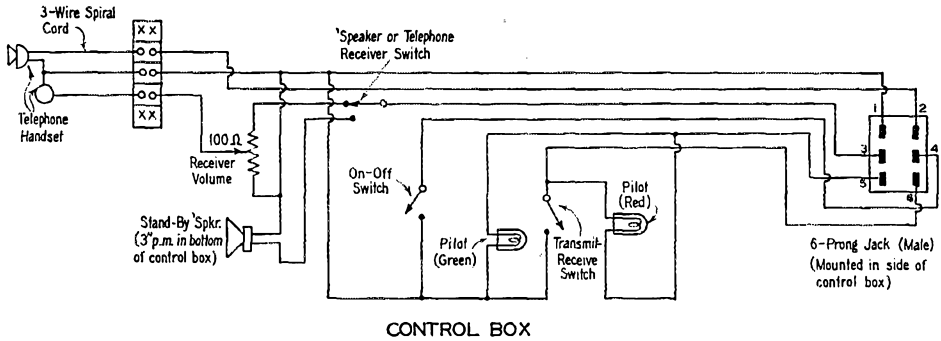 3-Wire Spiral
Cord
XX
XX
Telephone
Handset
'Speaker or Telephone
Receiver Switch
100Ω
Receiver
Volume
On-Off
Switch
Stand-By 'Spkr.
(3" p.m. in bottom
of control box)
Pilot
(Green)
Transmit-
Receive
Switch
Pilot
(Red)
1
2
3
4
5
6
6-Prong Jack (Male)
(Mounted in side of
control box)
CONTROL BOX